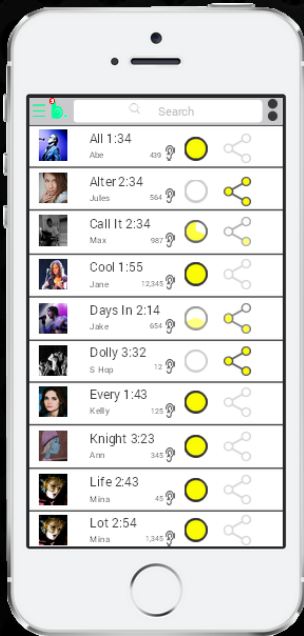 Search
All 1:34
Abe 439
Alter 2:34
Jules 564
Call It 2:34
Max 987
Cool 1:55
Jane 12,345
Days In 2:14
Jake 654
Dolly 3:32
S Hop 12
Every 1:43
Kelly 125
Knight 3:23
Ann 345
Life 2:43
Mina 45
Lot 2:54
Mina 1,345